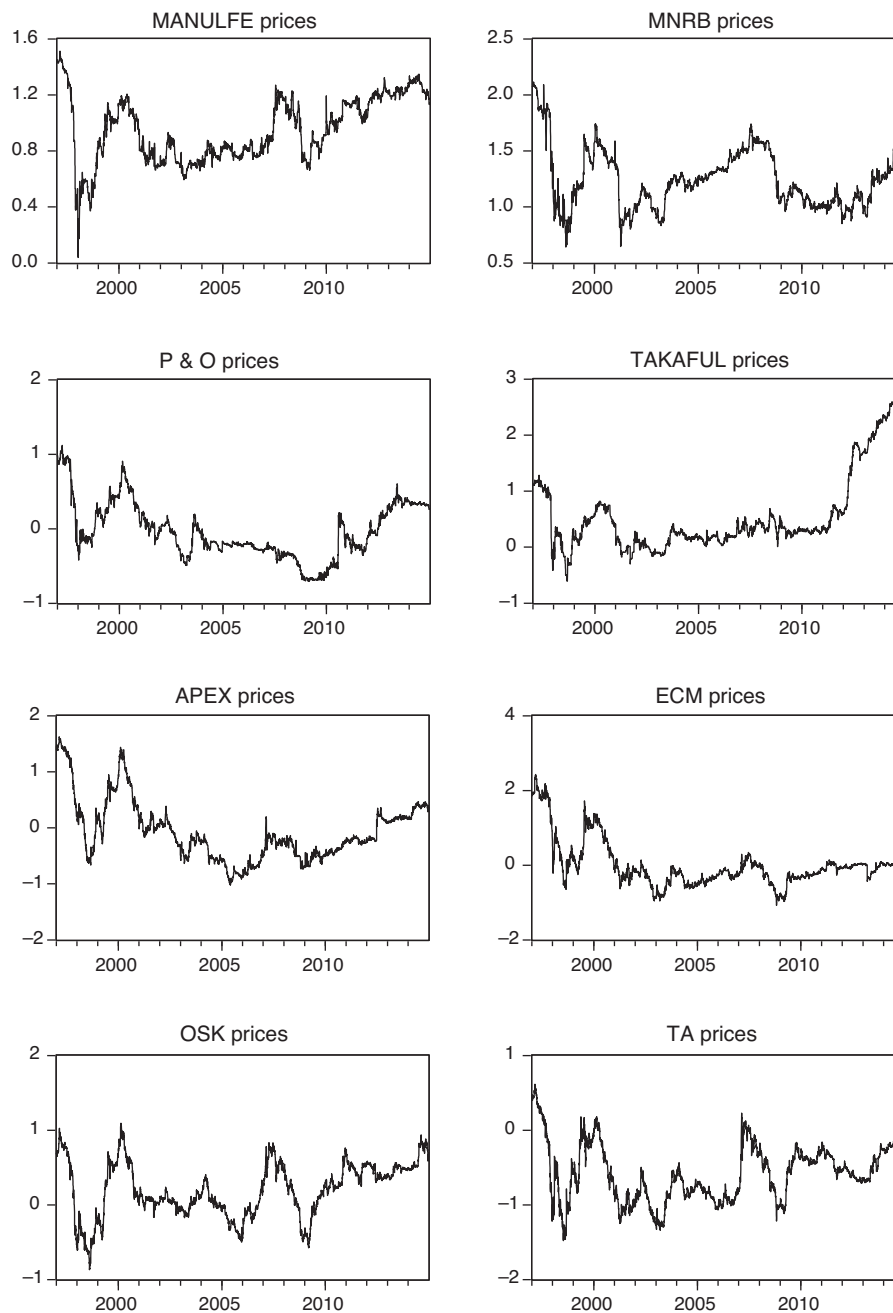 MANULFE prices
1.6
1.2
0.8
0.4
0.0
2000 2005 2010
MNRB prices
2.5
2.0
1.5
1.0
0.5
2000 2005 2010
P & O prices
2
1
0
–1
2000 2005 2010
TAKAFUL prices
3
2
1
0
–1
2000 2005 2010
APEX prices
2
1
0
–1
–2
2000 2005 2010
ECM prices
4
2
0
–2
2000 2005 2010
OSK prices
2
1
0
–1
2000 2005 2010
TA prices
1
0
–1
–2
2000 2005 2010